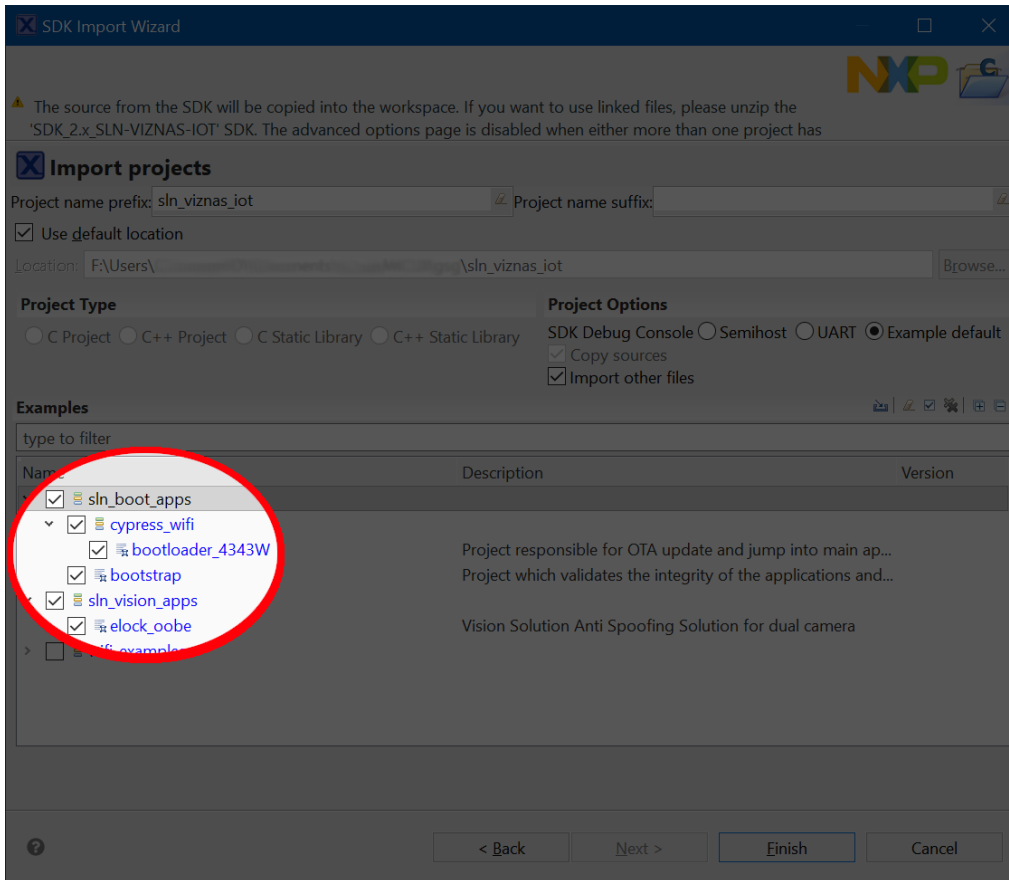 SDK Import Wizard
NXP
The source from the SDK will be copied into the workspace. If you want to use linked files, please unzip the
'SDK_2.x_SLN-VIZNAS-IOT' SDK. The advanced options page is disabled when either more than one project has
Import projects
Project name prefix: sln_viznas_iot Project name suffix:
Use default location
Location: F:\Users\ \sln_viznas_iot Browse...
Project Type Project Options
C Project C++ Project C Static Library C++ Static Library SDK Debug Console Semihost UART Example default
Copy sources
Import other files
Examples
type to filter
Name Description Version
sln_boot_apps
cypress_wifi
bootloader_4343W Project responsible for OTA update and jump into main ap...
bootstrap Project which validates the integrity of the applications and...
sln_vision_apps
elock_oobe Vision Solution Anti Spoofing Solution for dual camera
wifi_examples
< Back Next > Finish Cancel